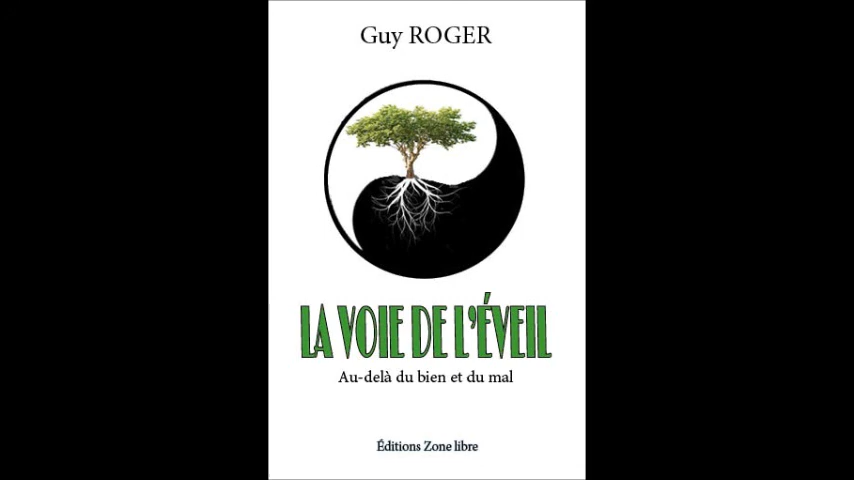 Guy ROGER
LA VOIE DE L'ÉVEIL
Au-delà du bien et du mal
Éditions Zone libre